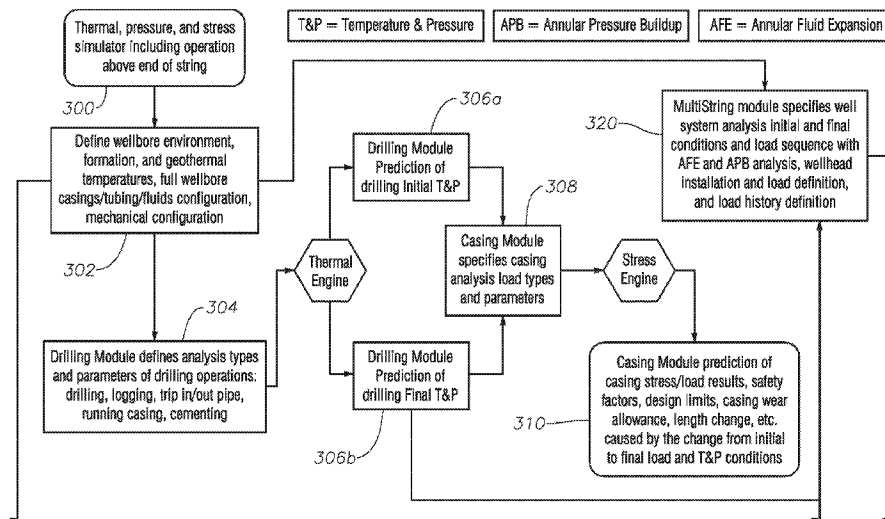 Thermal, pressure, and stress
simulator including operation
above end of string
300
T&P = Temperature & Pressure
APB = Annular Pressure Buildup
AFE = Annular Fluid Expansion
Define wellbore environment,
formation, and geothermal
temperatures, full wellbore
casings/tubing/fluids configuration,
mechanical configuration
302
306a
Drilling Module
Prediction of
drilling Initial T&P
320
MultiString module specifies well
system analysis initial and final
conditions and load sequence with
AFE and APB analysis, wellhead
installation and load definition,
and load history definition
308
Thermal
Engine
Casing Module
specifies casing
analysis load types
and parameters
Stress
Engine
304
Drilling Module defines analysis types
and parameters of drilling operations:
drilling, logging, trip in/out pipe,
running casing, cementing
Drilling Module
Prediction of
drilling Final T&P
306b
310
Casing Module prediction of
casing stress/load results, safety
factors, design limits, casing wear
allowance, length change, etc.
caused by the change from initial
to final load and T&P conditions